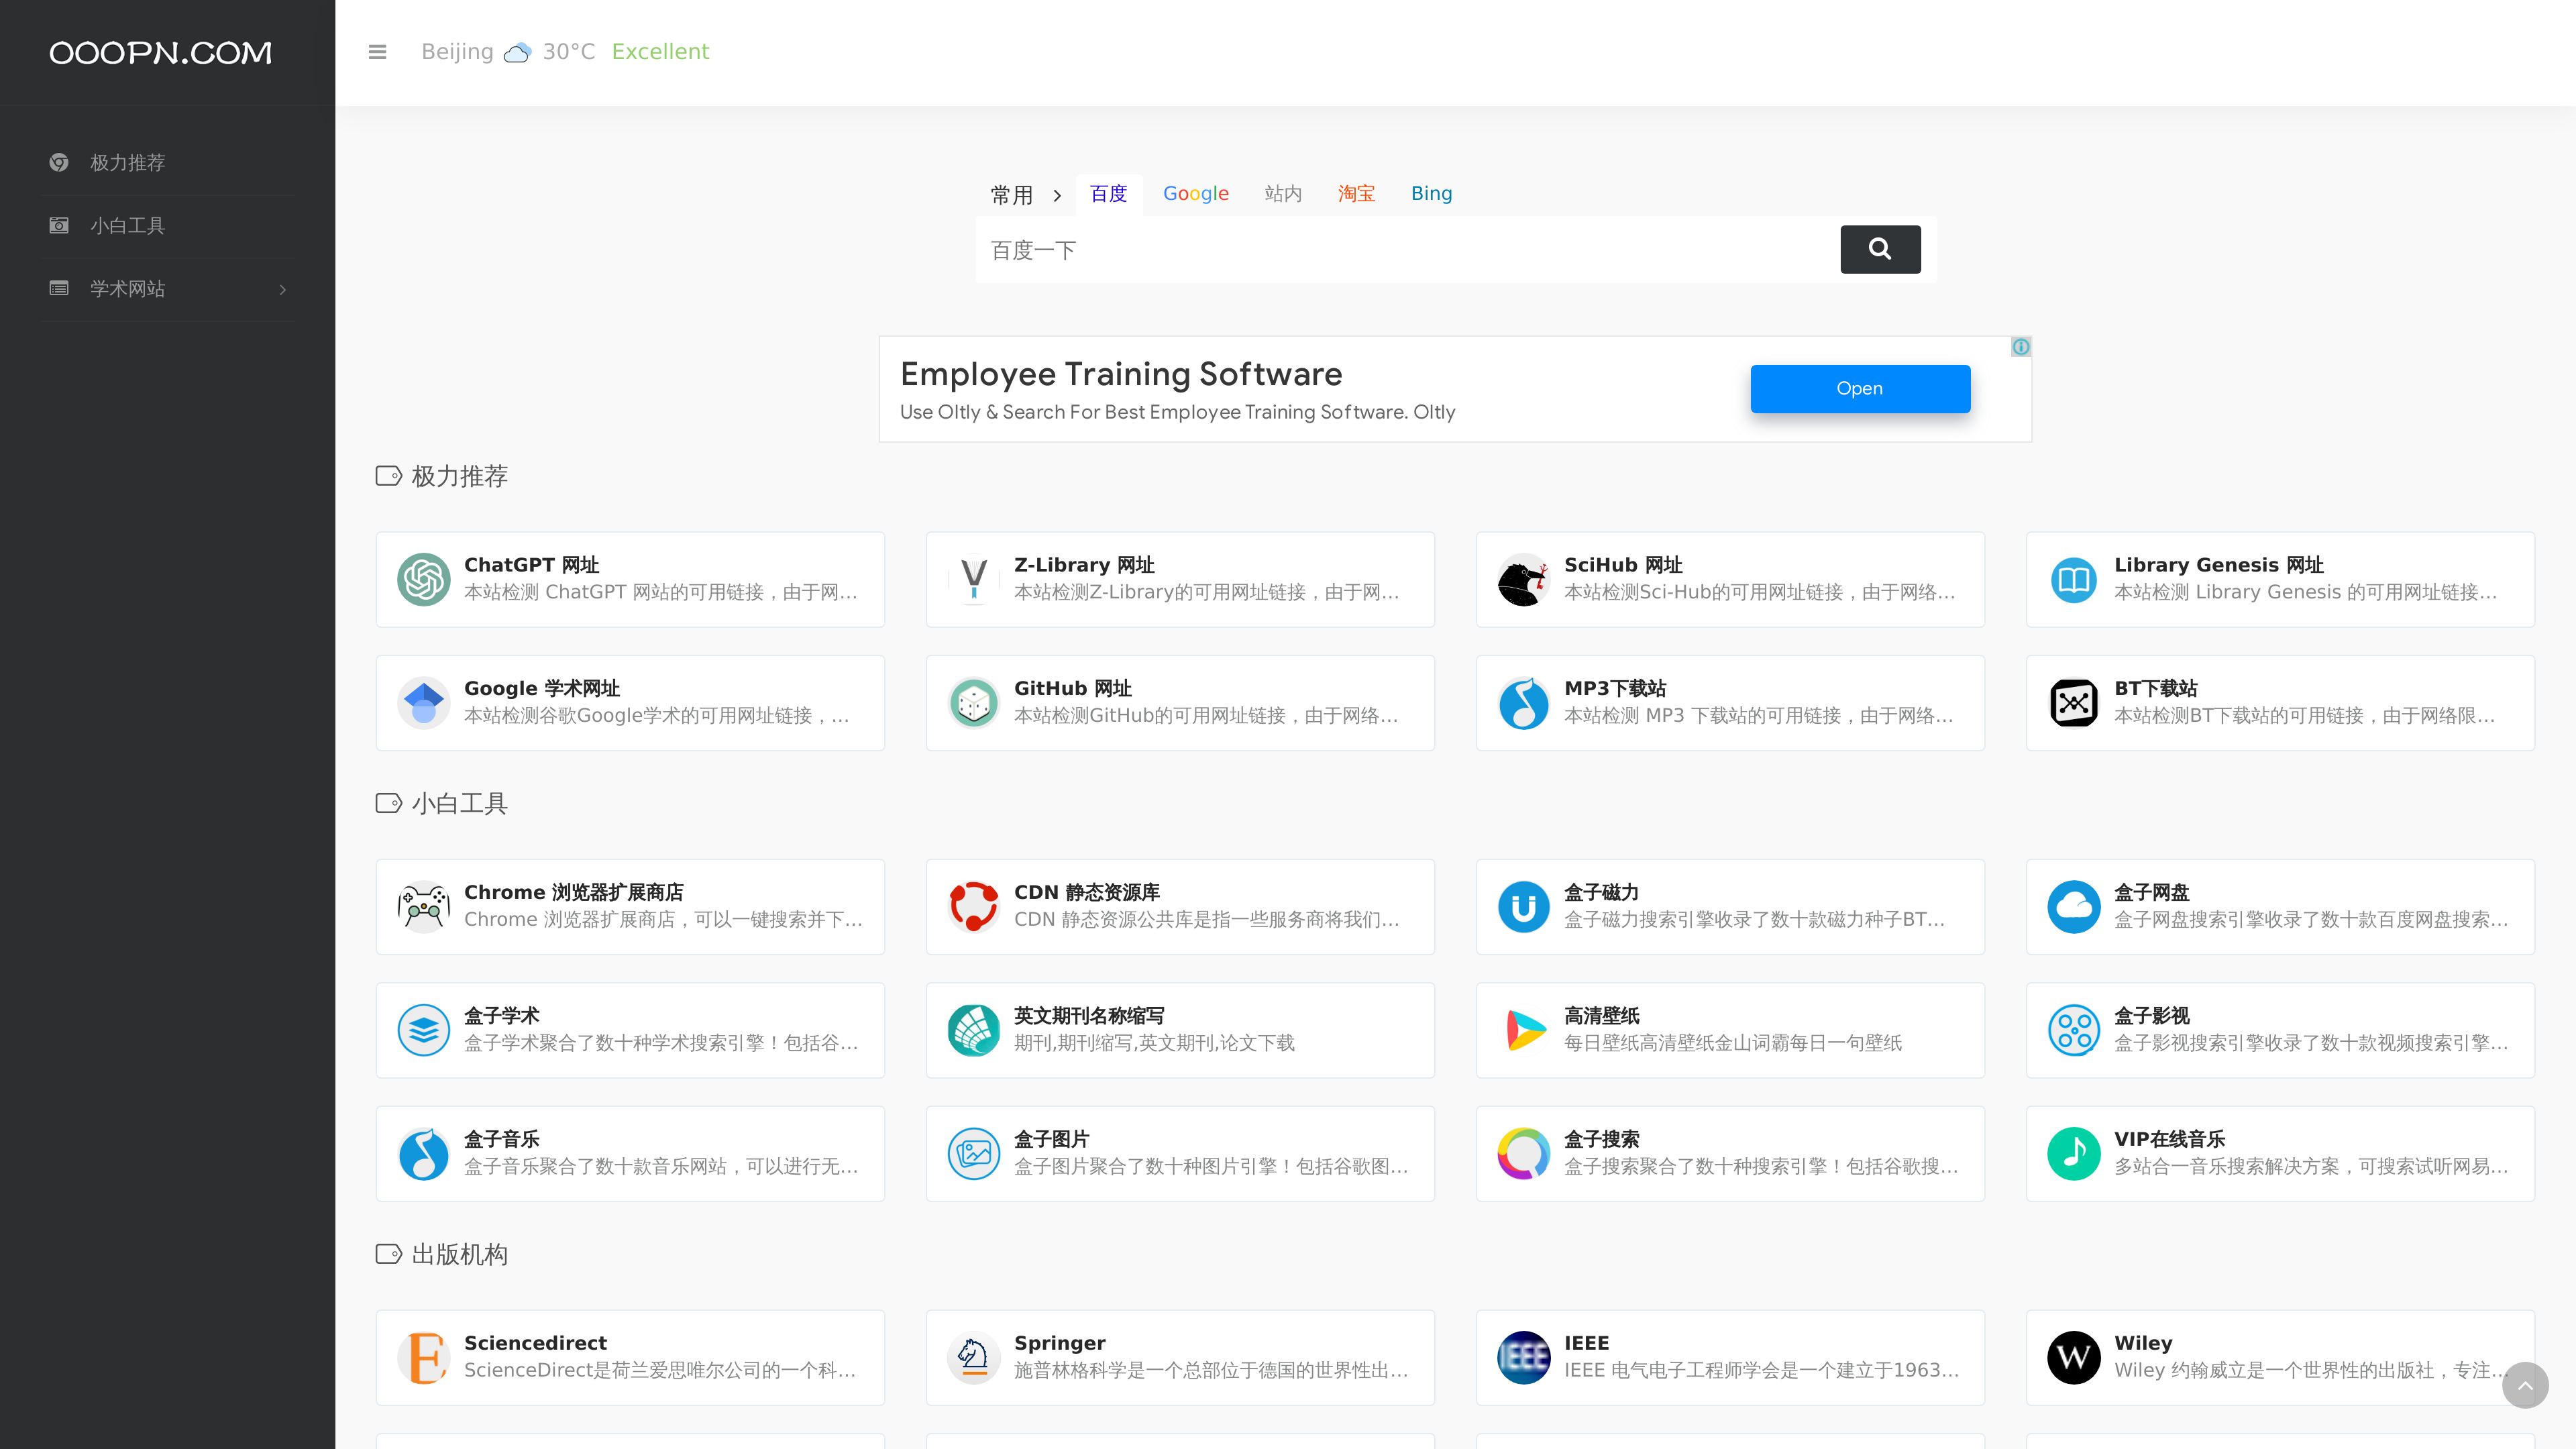 OOOPN.COM
Beijing 30°C Excellent
极力推荐
小白工具
学术网站
常用 百度 Google 站内 淘宝 Bing
百度一下
Employee Training Software
Use Oltly & Search For Best Employee Training Software. Oltly
Open
极力推荐
ChatGPT 网址
本站检测 ChatGPT 网站的可用链接，由于网...
Z-Library 网址
本站检测Z-Library的可用网址链接，由于网...
SciHub 网址
本站检测Sci-Hub的可用网址链接，由于网络...
Library Genesis 网址
本站检测 Library Genesis 的可用网址链接...
Google 学术网址
本站检测谷歌Google学术的可用网址链接，...
GitHub 网址
本站检测GitHub的可用网址链接，由于网络...
MP3下载站
本站检测 MP3 下载站的可用链接，由于网络...
BT下载站
本站检测BT下载站的可用链接，由于网络限...
小白工具
Chrome 浏览器扩展商店
Chrome 浏览器扩展商店，可以一键搜索并下...
CDN 静态资源库
CDN 静态资源公共库是指一些服务商将我们...
盒子磁力
盒子磁力搜索引擎收录了数十款磁力种子BT...
盒子网盘
盒子网盘搜索引擎收录了数十款百度网盘搜索...
盒子学术
盒子学术聚合了数十种学术搜索引擎！包括谷...
英文期刊名称缩写
期刊,期刊缩写,英文期刊,论文下载
高清壁纸
每日壁纸高清壁纸金山词霸每日一句壁纸
盒子影视
盒子影视搜索引擎收录了数十款视频搜索引擎...
盒子音乐
盒子音乐聚合了数十款音乐网站，可以进行无...
盒子图片
盒子图片聚合了数十种图片引擎！包括谷歌图...
盒子搜索
盒子搜索聚合了数十种搜索引擎！包括谷歌搜...
VIP在线音乐
多站合一音乐搜索解决方案，可搜索试听网易...
出版机构
Sciencedirect
ScienceDirect是荷兰爱思唯尔公司的一个科...
Springer
施普林格科学是一个总部位于德国的世界性出...
IEEE
IEEE
IEEE 电气电子工程师学会是一个建立于1963...
W
Wiley
Wiley 约翰威立是一个世界性的出版社，专注...